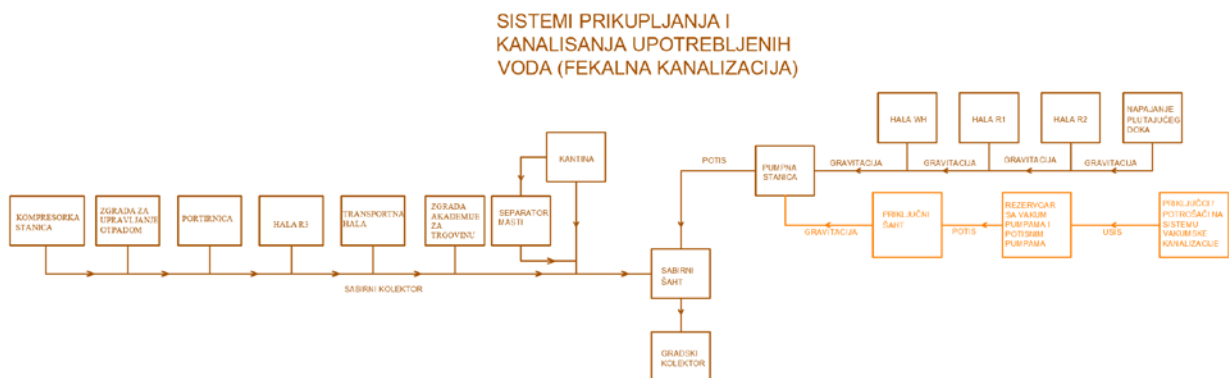 SISTEMI PRIKUPLJANJA I
KANALISANJA UPOTREBLJENIH
VODA (FEKALNA KANALIZACIJA)
HALA WH
HALA R1
HALA R2
NAPAJANJE
PLUTAJUĆEG
DOKA
KANTINA
POTIS
PUMPNA
STANICA
GRAVITACIJA
GRAVITACIJA
GRAVITACIJA
GRAVITACIJA
KOMPRESORKA
STANICA
ZGRADA ZA
UPRAVLJANJE
OTPADOM
PORTIRNICA
HALA R3
TRANSPORTNA
HALA
ZGRADA
AKADEMIJE
ZA
TRGOVINU
SEPARATOR
MASTI
PRIKLJUČNI
ŠAHT
REZERVOAR
SA VAKUM
PUMPAMA I
POTISNIM
PUMPAMA
PRIKLJUČCI /
POTROŠAČI NA
SISTEMU
VAKUMSKE
KANALIZACIJE
GRAVITACIJA
POTIS
USIS
SABIRNI KOLEKTOR
SABIRNI
ŠAHT
GRADSKI
KOLEKTOR